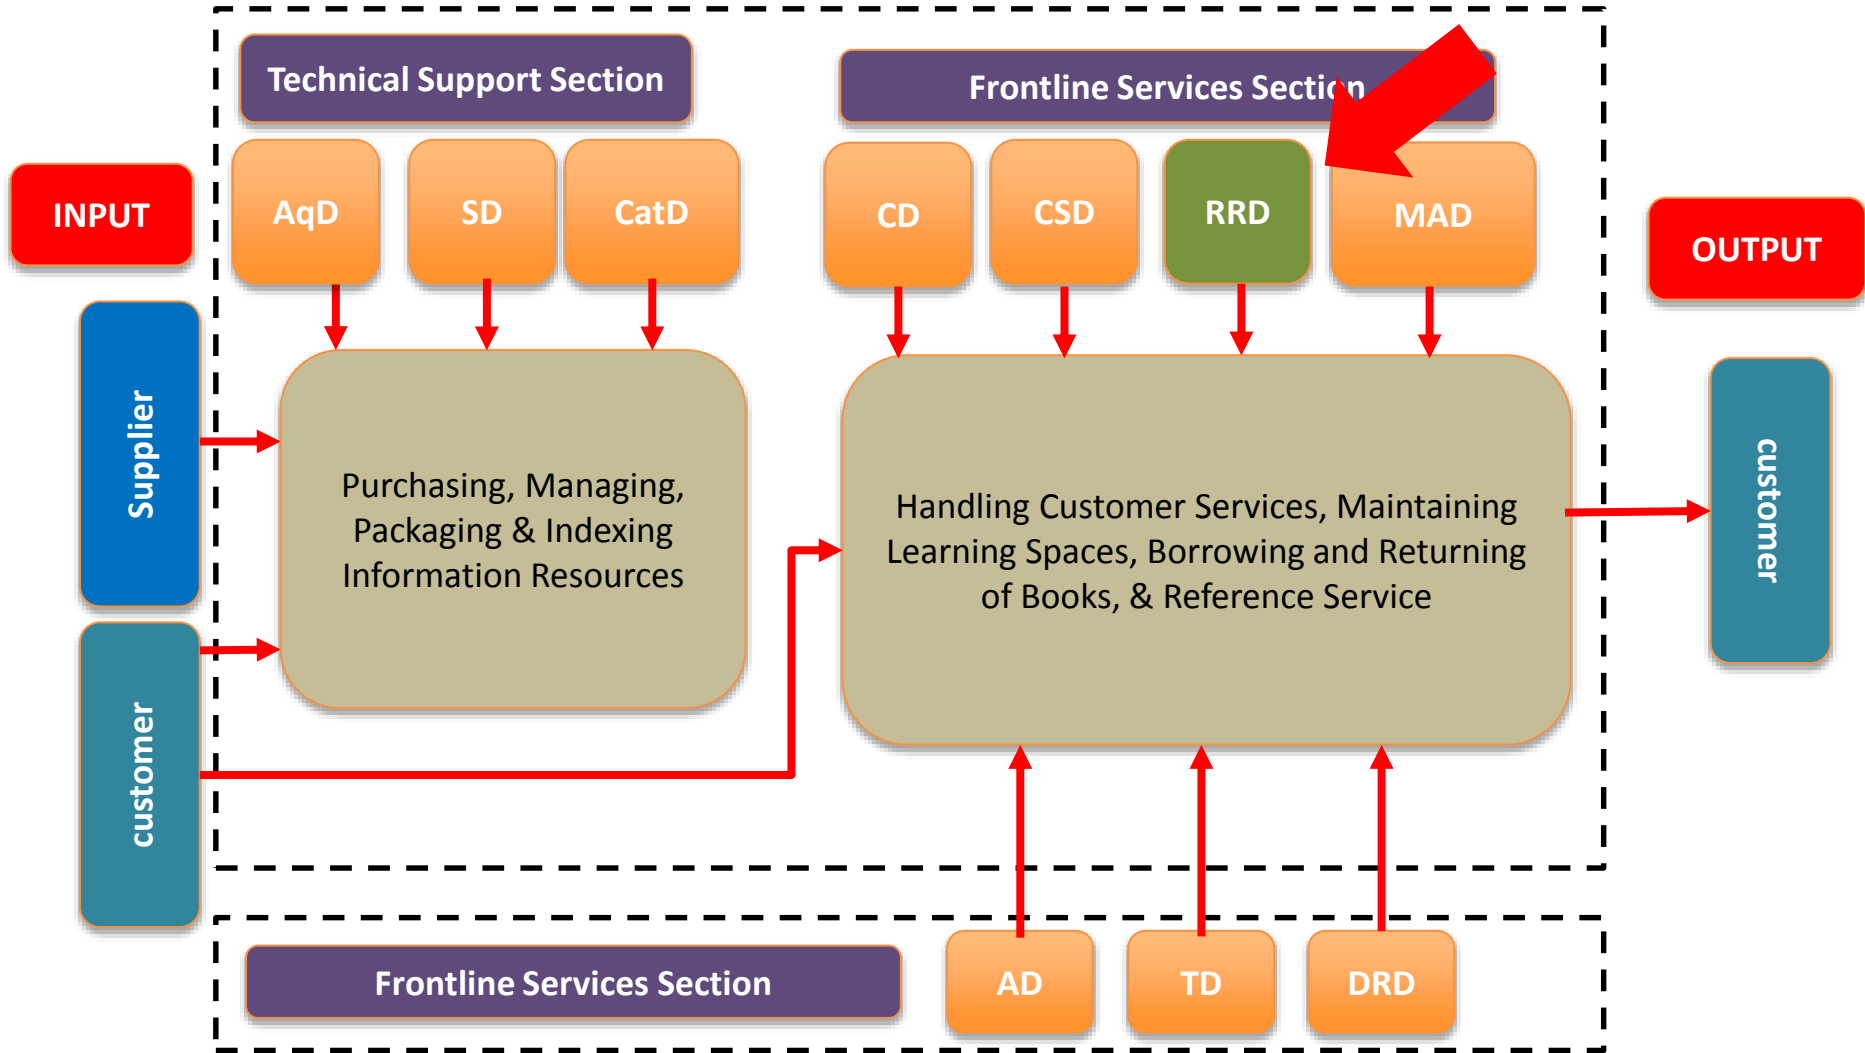 Technical Support Section
Frontline Services Section
INPUT
AqD
SD
CatD
CD
CSD
RRD
MAD
OUTPUT
Supplier
customer
Purchasing, Managing,
Packaging & Indexing
Information Resources
Handling Customer Services, Maintaining
Learning Spaces, Borrowing and Returning
of Books, & Reference Service
customer
Frontline Services Section
AD
TD
DRD